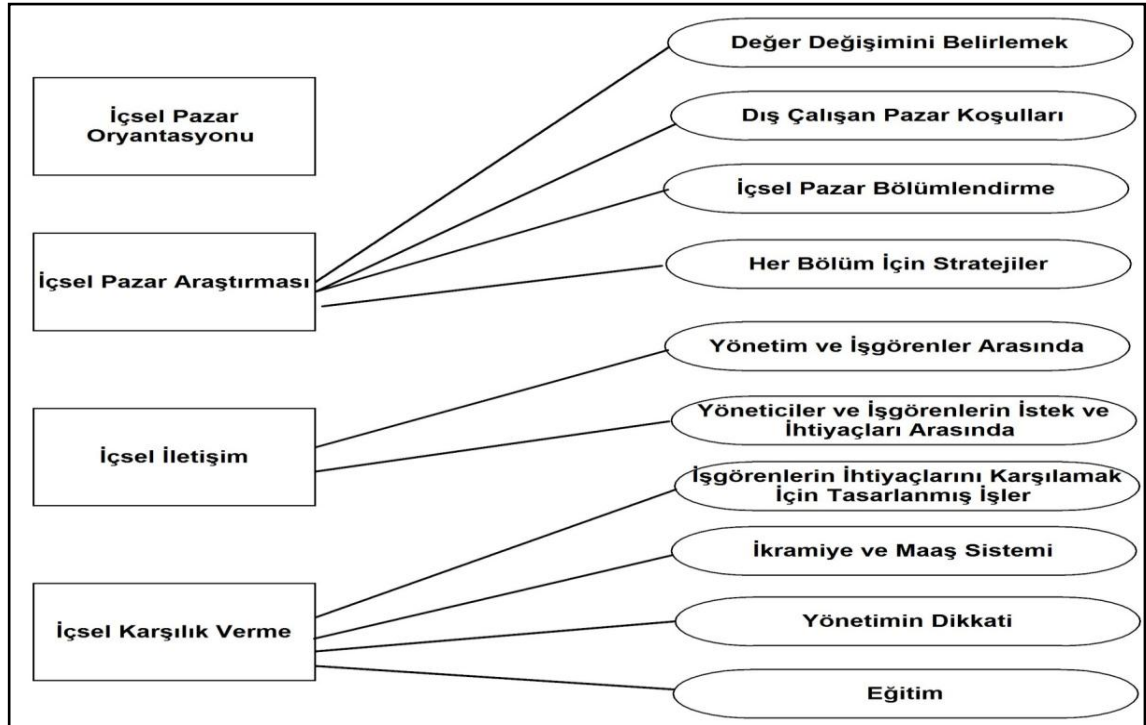 İçsel Pazar
Oryantasyonu
İçsel Pazar Araştırması
İçsel İletişim
İçsel Karşılık Verme
Değer Değişimini Belirlemek
Dış Çalışan Pazar Koşulları
İçsel Pazar Bölümlendirme
Her Bölüm İçin Stratejiler
Yönetim ve İşgörenler Arasında
Yöneticiler ve İşgörenlerin İstek ve
İhtiyaçları Arasında
İşgörenlerin İhtiyaçlarını Karşılamak
İçin Tasarlanmış İşler
İkramiye ve Maaş Sistemi
Yönetimin Dikkati
Eğitim